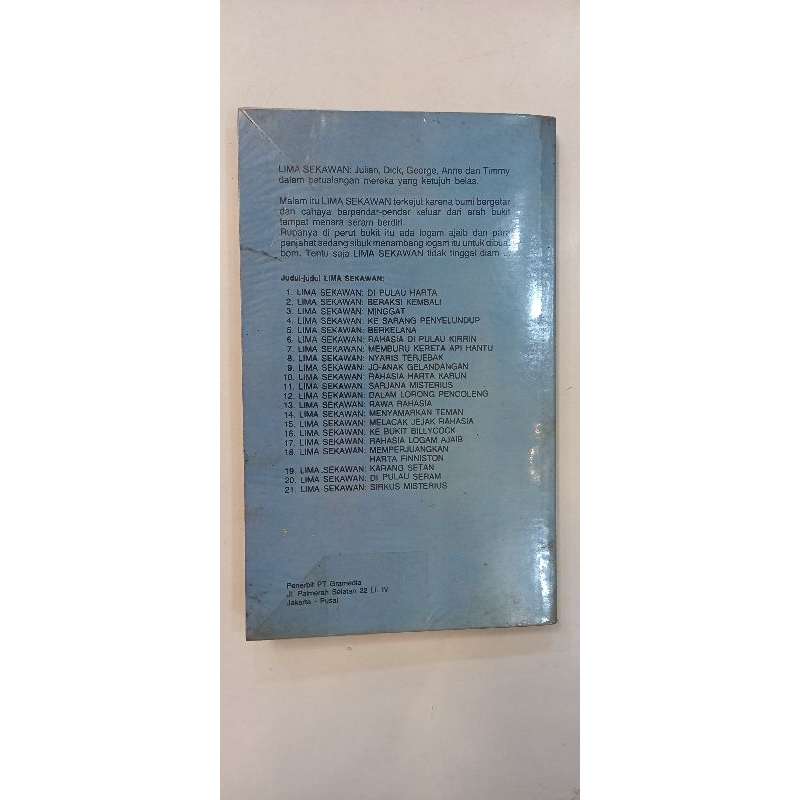 LIMA SEKAWAN: Julian, Dick, George, Anne dan Timmy
dalam petualangan mereka yang ketujuh belas.
Malam itu LIMA SEKAWAN terkejut karena bumi bergetar
dan cahaya berpendar-pendar keluar dari arah bukit
tempat menara seram berdiri.
Rupanya di perut bukit itu ada logam ajaib dan para
penjahat sedang sibuk menambang logam itu untuk dibuat
bom. Tentu saja LIMA SEKAWAN tidak tinggal diam ...
Judul-judul LIMA SEKAWAN:
1. LIMA SEKAWAN: DI PULAU HARTA
2. LIMA SEKAWAN: BERAKSI KEMBALI
3. LIMA SEKAWAN: MINGGAT
4. LIMA SEKAWAN: KE SARANG PENYELUNDUP
5. LIMA SEKAWAN: BERKELANA
6. LIMA SEKAWAN: RAHASIA DI PULAU KIRRIN
7. LIMA SEKAWAN: MEMBURU KERETA API HANTU
8. LIMA SEKAWAN: NYARIS TERJEBAK
9. LIMA SEKAWAN: JO-ANAK GELANDANGAN
10. LIMA SEKAWAN: RAHASIA HARTA KARUN
11. LIMA SEKAWAN: SARJANA MISTERIUS
12. LIMA SEKAWAN: DALAM LORONG PENCOLENG
13. LIMA SEKAWAN: RAWA RAHASIA
14. LIMA SEKAWAN: MENYAMARKAN TEMAN
15. LIMA SEKAWAN: MELACAK JEJAK RAHASIA
16. LIMA SEKAWAN: KE BUKIT BILLYCOCK
17. LIMA SEKAWAN: RAHASIA LOGAM AJAIB
18. LIMA SEKAWAN: MEMPERJUANGKAN
HARTA FINNISTON
19. LIMA SEKAWAN: KARANG SETAN
20. LIMA SEKAWAN: DI PULAU SERAM
21. LIMA SEKAWAN: SIRKUS MISTERIUS
Penerbit PT Gramedia
Jl. Palmerah Selatan 22 Lt. IV
Jakarta - Pusat